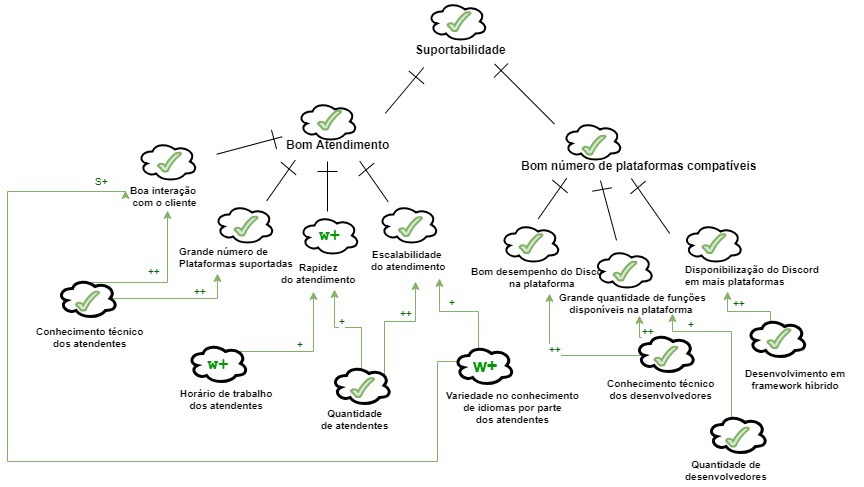 Suportabilidade
Bom Atendimento
Bom número de plataformas compatíveis
Boa interação
com o cliente
S+
Grande número de
Plataformas suportadas
w+
Rapidez
do atendimento
Escalabilidade
do atendimento
Bom desempenho do Disc
na plataforma
Grande quantidade de funções
disponíveis na plataforma
Disponibilização do Discord
em mais plataformas
++
++
Conhecimento técnico
dos atendentes
+
+
++
+
++
++
+
++
w+
Horário de trabalho
dos atendentes
Quantidade
de atendentes
W+
Variedade no conhecimento
de idiomas por parte
dos atendentes
Conhecimento técnico
dos desenvolvedores
Desenvolvimento em
framework híbrido
Quantidade de
desenvolvedores